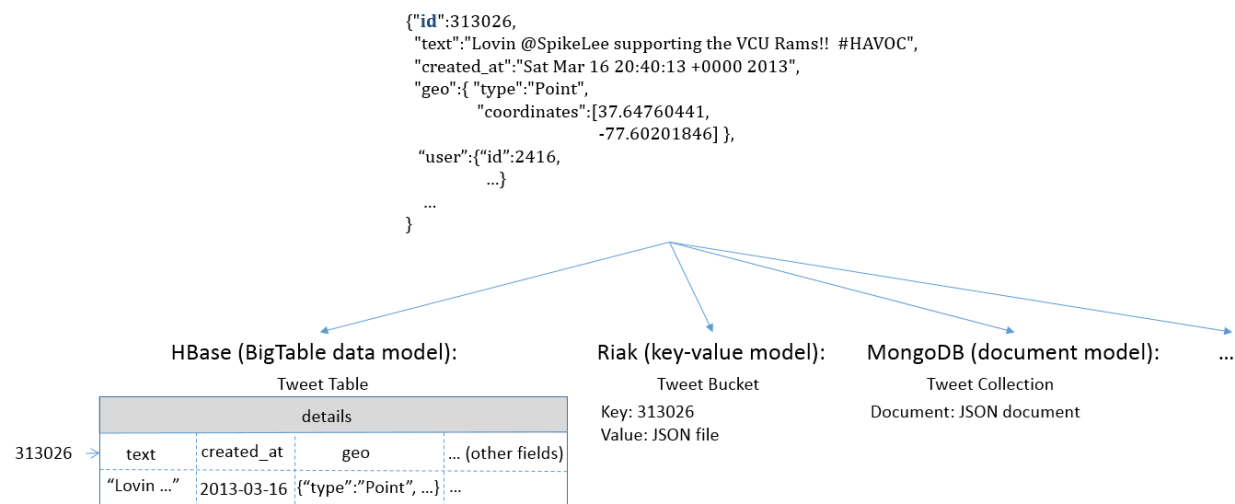 {"id":313026,
"text":"Lovin @SpikeLee supporting the VCU Rams!! #HAVOC",
"created_at":"Sat Mar 16 20:40:13 +0000 2013",
"geo":{ "type":"Point",
"coordinates":[37.64760441,
-77.60201846] },
“user”:{“id”:2416,
...}
...
}
HBase (BigTable data model):
Tweet Table
details
313026
text created_at geo ... (other fields)
“Lovin ...” 2013-03-16 {“type”:”Point”, ...} ...
Riak (key-value model):
Tweet Bucket
Key: 313026
Value: JSON file
MongoDB (document model):
Tweet Collection
Document: JSON document
...